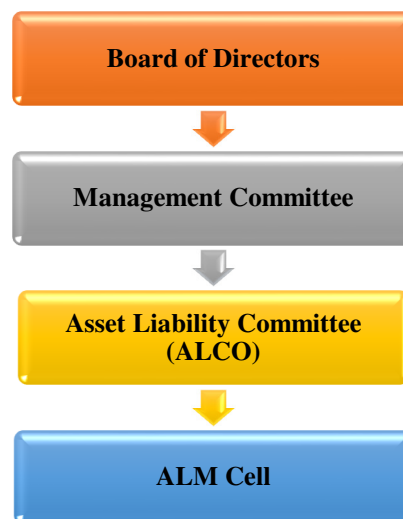 Board of Directors
Management Committee
Asset Liability Committee
(ALCO)
ALM Cell